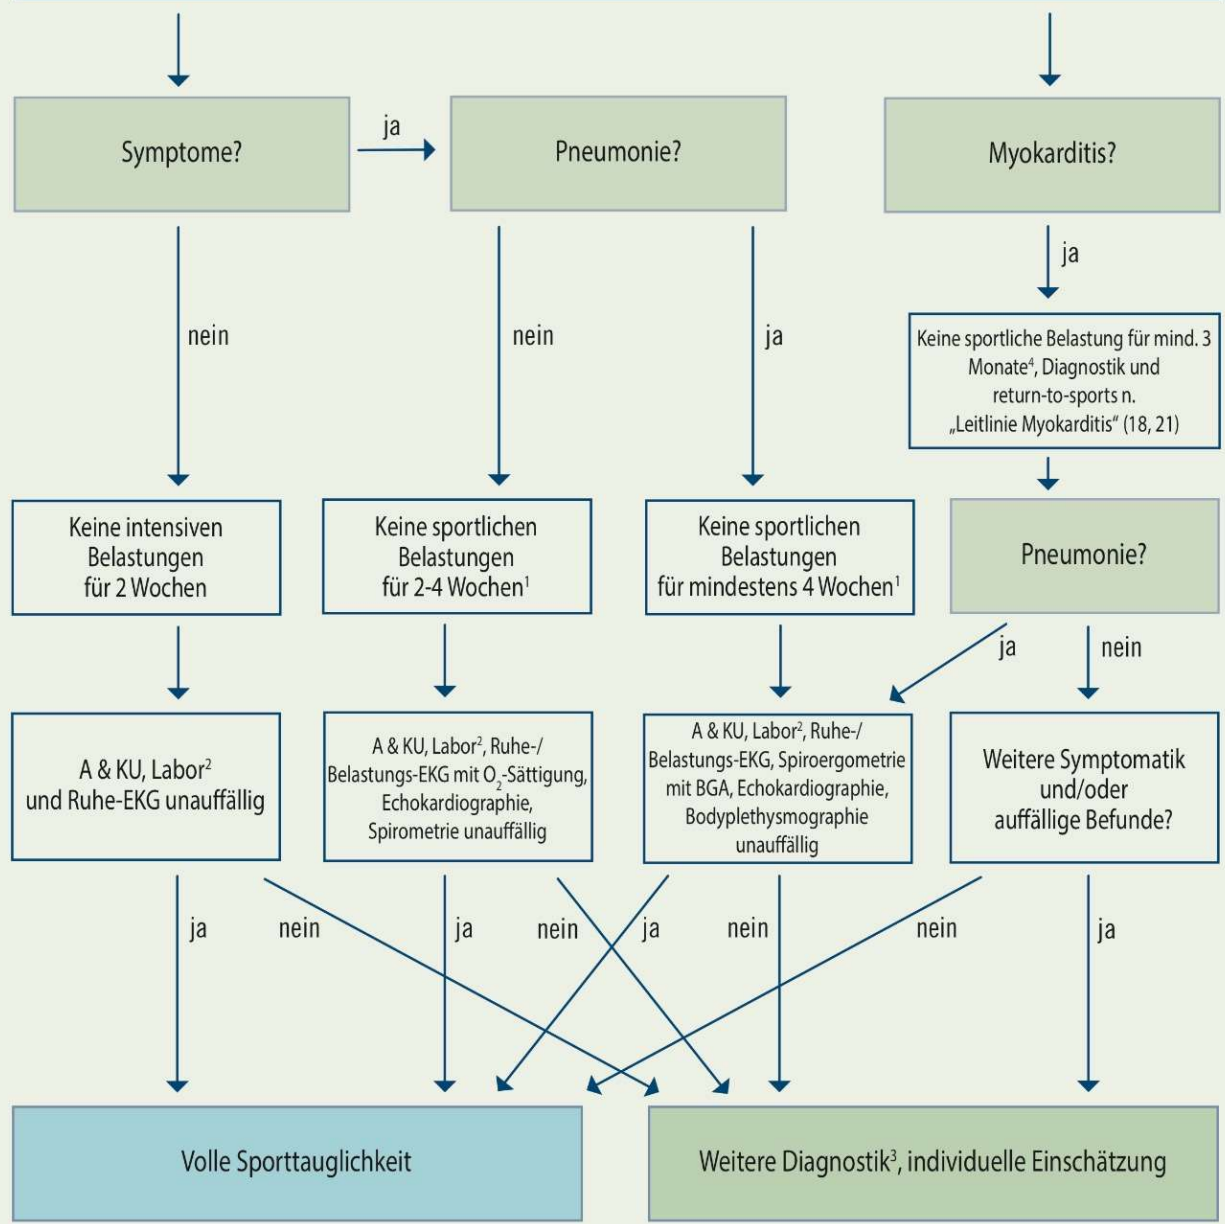 Symptome?
ja
Pneumonie?
Myokarditis?
ja
nein
nein
ja
Keine sportliche Belastung für mind. 3
Monate⁴, Diagnostik und
return-to-sports n.
„Leitlinie Myokarditis“ (18, 21)
Keine intensiven
Belastungen
für 2 Wochen
Keine sportlichen
Belastungen
für 2-4 Wochen¹
Keine sportlichen
Belastungen
für mindestens 4 Wochen¹
Pneumonie?
ja
nein
A & KU, Labor²
und Ruhe-EKG unauffällig
A & KU, Labor², Ruhe-/
Belastungs-EKG mit O₂-Sättigung,
Echokardiographie,
Spirometrie unauffällig
A & KU, Labor², Ruhe-/
Belastungs-EKG, Spiroergometrie
mit BGA, Echokardiographie,
Bodyplethysmographie
unauffällig
Weitere Symptomatik
und/oder
auffällige Befunde?
ja
nein
ja
nein
ja
nein
nein
ja
Volle Sporttauglichkeit
Weitere Diagnostik³, individuelle Einschätzung